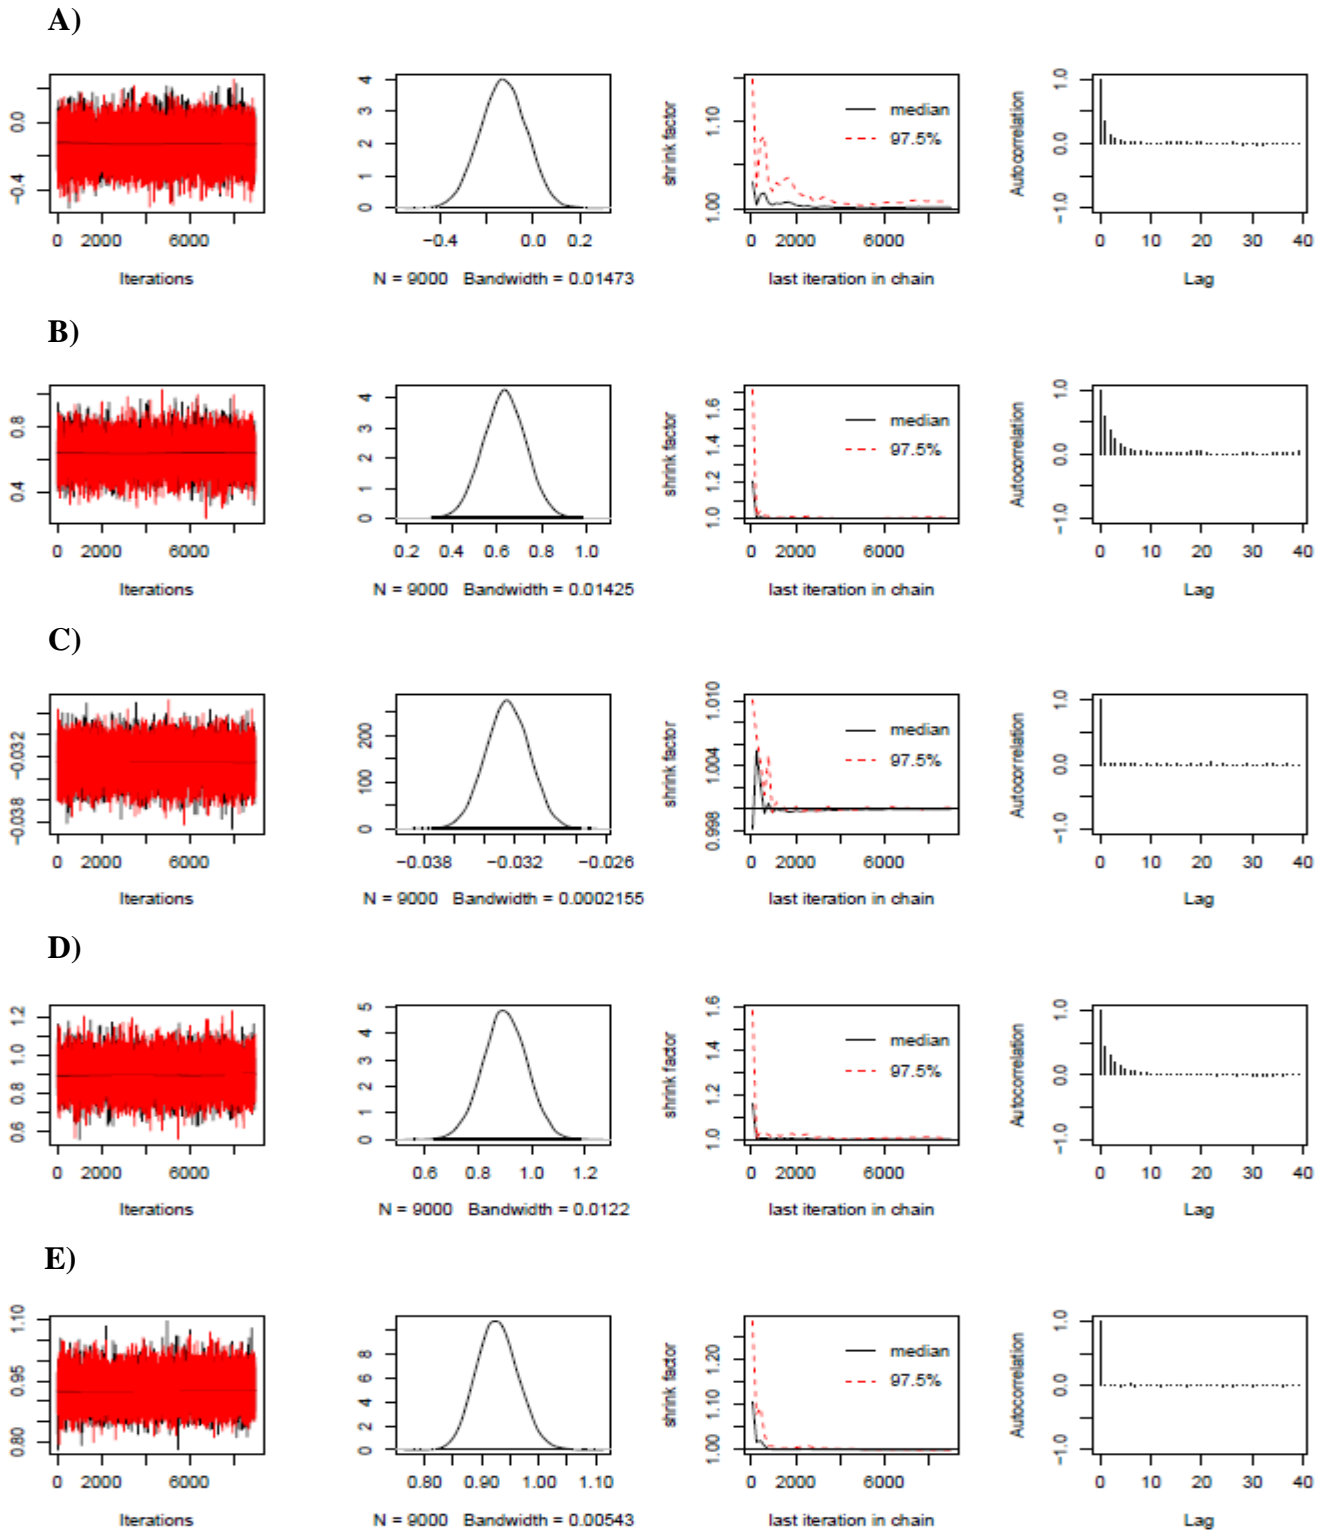 A)
0.0
-0.4
0 2000 6000
Iterations
4
3
2
1
0
-0.4 0.0 0.2
N = 9000 Bandwidth = 0.01473
shrink factor
1.10
1.00
median
97.5%
0 2000 6000
last iteration in chain
Autocorrelation
1.0
0.0
-1.0
0 10 20 30 40
Lag
B)
0.8
0.4
0 2000 6000
Iterations
4
3
2
1
0
0.2 0.4 0.6 0.8 1.0
N = 9000 Bandwidth = 0.01425
shrink factor
1.6
1.4
1.2
1.0
median
97.5%
0 2000 6000
last iteration in chain
Autocorrelation
1.0
0.0
-1.0
0 10 20 30 40
Lag
C)
-0.032
-0.038
0 2000 6000
Iterations
200
100
0
-0.038 -0.032 -0.026
N = 9000 Bandwidth = 0.0002155
shrink factor
1.010
1.004
0.998
median
97.5%
0 2000 6000
last iteration in chain
Autocorrelation
1.0
0.0
-1.0
0 10 20 30 40
Lag
D)
1.2
1.0
0.8
0.6
0 2000 6000
Iterations
5
4
3
2
1
0
0.6 0.8 1.0 1.2
N = 9000 Bandwidth = 0.0122
shrink factor
1.6
1.4
1.2
1.0
median
97.5%
0 2000 6000
last iteration in chain
Autocorrelation
1.0
0.0
-1.0
0 10 20 30 40
Lag
E)
1.10
0.95
0.80
0 2000 6000
Iterations
8
6
4
2
0
0.80 0.90 1.00 1.10
N = 9000 Bandwidth = 0.00543
shrink factor
1.20
1.10
1.00
median
97.5%
0 2000 6000
last iteration in chain
Autocorrelation
1.0
0.0
-1.0
0 10 20 30 40
Lag